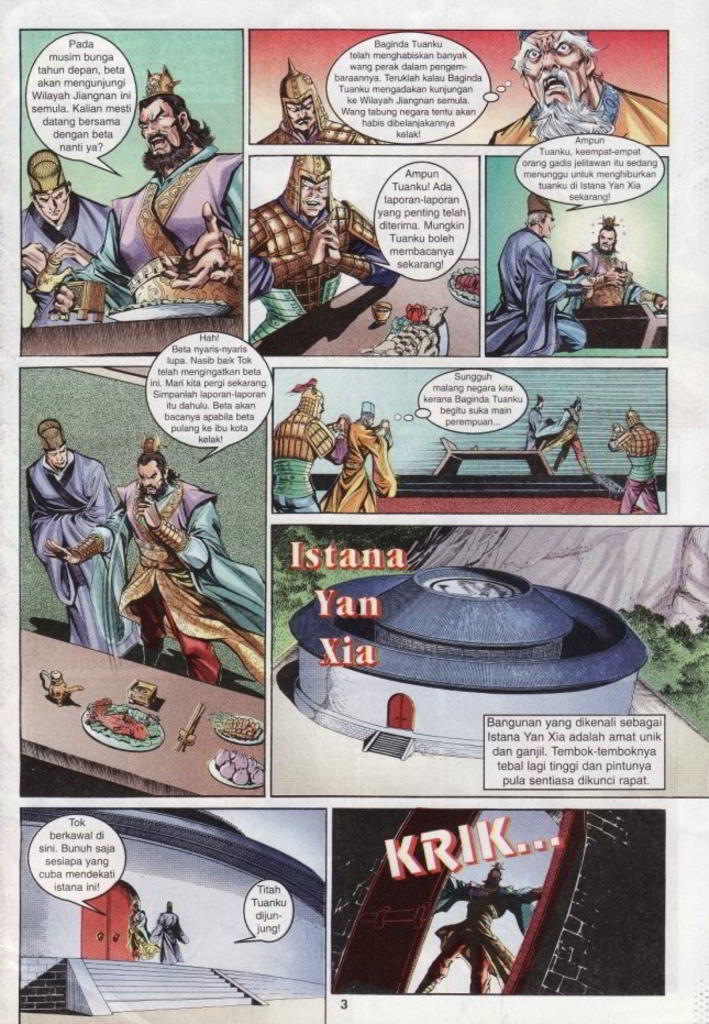 Pada
musim bunga
tahun depan, beta
akan mengunjungi
Wilayah Jiangnan ini
semula. Kalian mesti
datang bersama
dengan beta
nanti ya?
Baginda Tuanku
telah menghabiskan banyak
wang perak dalam pengem-
baraannya. Teruklah kalau Baginda
Tuanku mengadakan kunjungan
ke Wilayah Jiangnan semula.
Wang tabung negara tentu akan
habis dibelanjakannya
kelak!
Ampun
Tuanku! Ada
laporan-laporan
yang penting telah
diterima. Mungkin
Tuanku boleh
membacanya
sekarang!
Ampun
Tuanku, keempat-empat
orang gadis jelitawan itu sedang
menunggu untuk menghiburkan
tuanku di Istana Yan Xia
sekarang!
Hah!
Beta nyaris-nyaris
lupa. Nasib baik Tok
telah mengingatkan beta
ini. Mari kita pergi sekarang.
Simpanlah laporan-laporan
itu dahulu. Beta akan
bacanya apabila beta
pulang ke ibu kota
kelak!
Sungguh
malang negara kita
kerana Baginda Tuanku
begitu suka main
perempuan...
Istana
Yan
Xia
Bangunan yang dikenali sebagai
Istana Yan Xia adalah amat unik
dan ganjil. Tembok-temboknya
tebal lagi tinggi dan pintunya
pula sentiasa dikunci rapat.
Tok
berkawal di
sini. Bunuh saja
sesiapa yang
cuba mendekati
istana ini!
Titah
Tuanku
dijun-
jung!
KRIK...
3